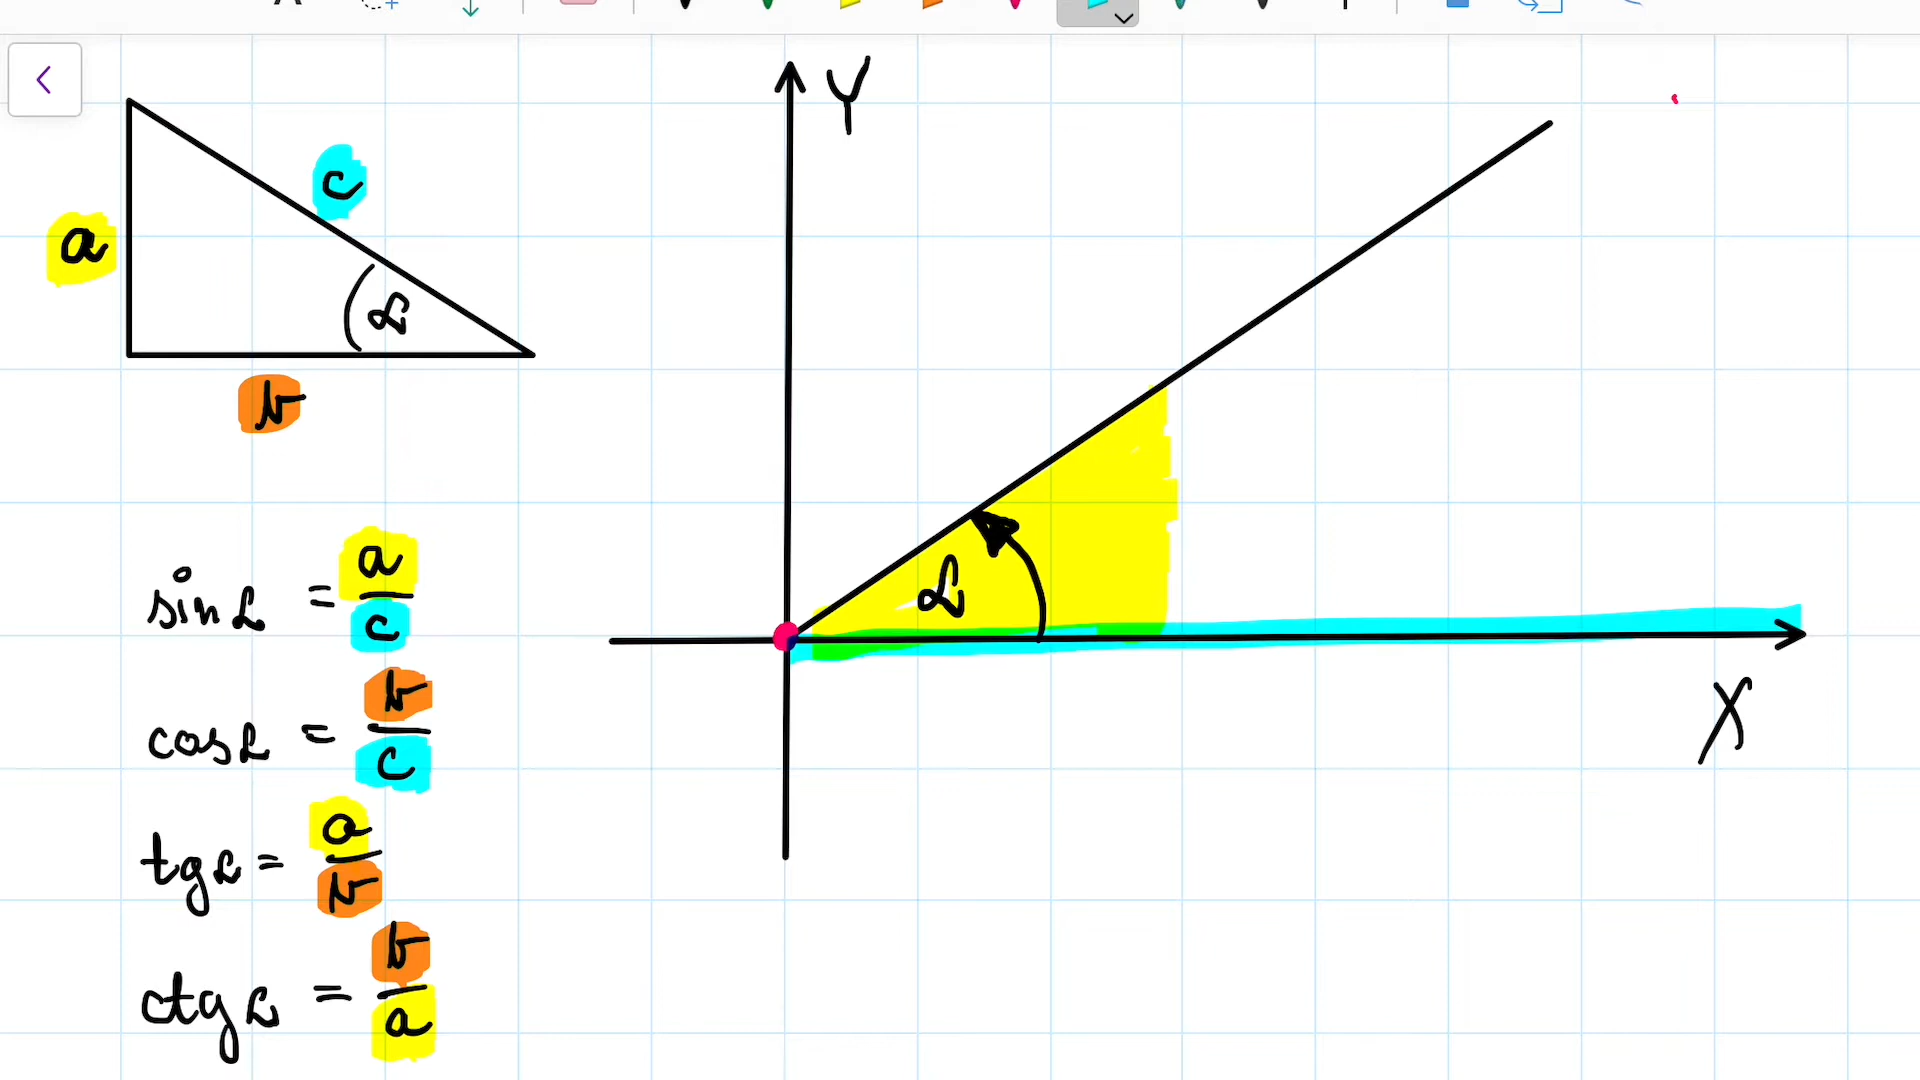 c
a
α
b
sin α = a/c
cos α = b/c
tg α = a/b
ctg α = b/a
Y
α
X